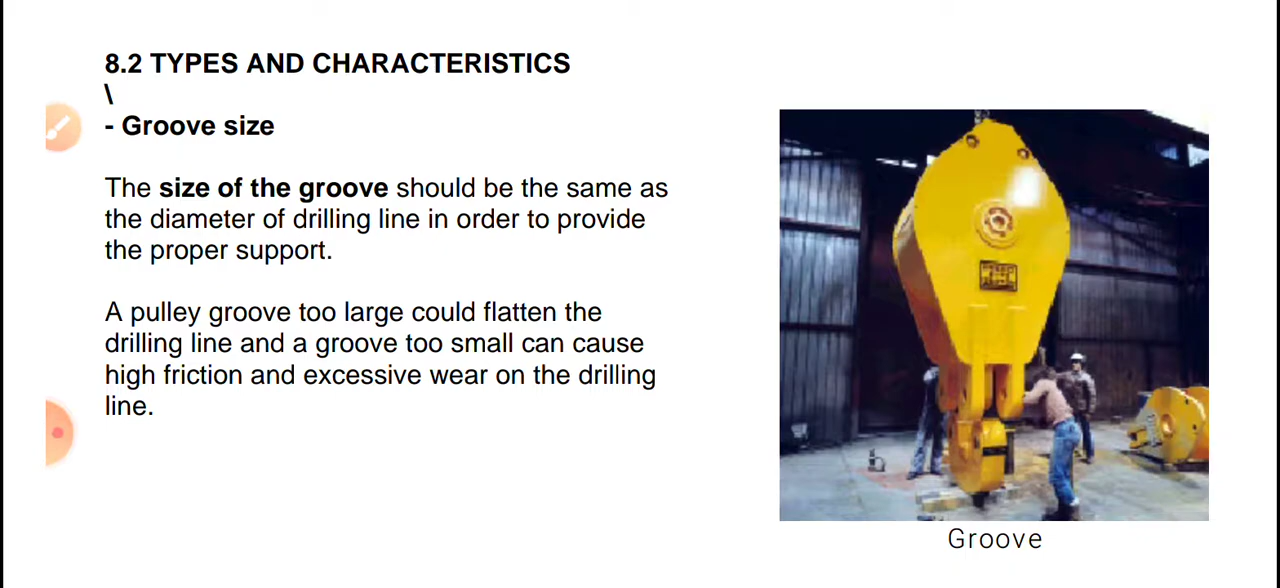 8.2 TYPES AND CHARACTERISTICS
\
- Groove size
The size of the groove should be the same as
the diameter of drilling line in order to provide
the proper support.
A pulley groove too large could flatten the
drilling line and a groove too small can cause
high friction and excessive wear on the drilling
line.
Groove